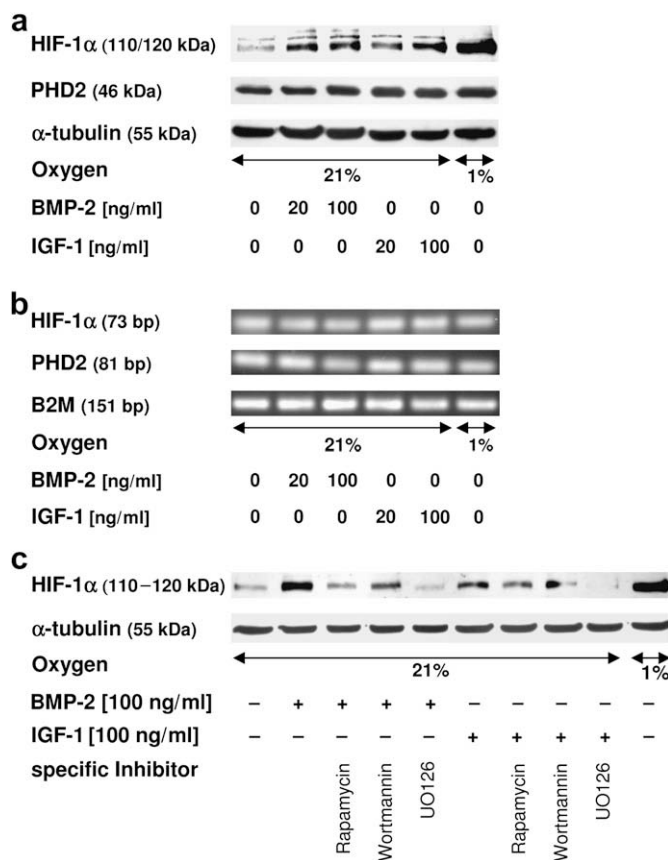 a
HIF-1α (110/120 kDa)
PHD2 (46 kDa)
α-tubulin (55 kDa)
Oxygen 21% 1%
BMP-2 [ng/ml] 0 20 100 0 0 0
IGF-1 [ng/ml] 0 0 0 20 100 0
b
HIF-1α (73 bp)
PHD2 (81 bp)
B2M (151 bp)
Oxygen 21% 1%
BMP-2 [ng/ml] 0 20 100 0 0 0
IGF-1 [ng/ml] 0 0 0 20 100 0
c
HIF-1α (110–120 kDa)
α-tubulin (55 kDa)
Oxygen 21% 1%
BMP-2 [100 ng/ml] – + + + + – – – – –
IGF-1 [100 ng/ml] – – – – – + + + + –
specific Inhibitor Rapamycin Wortmannin UO126 Rapamycin Wortmannin UO126